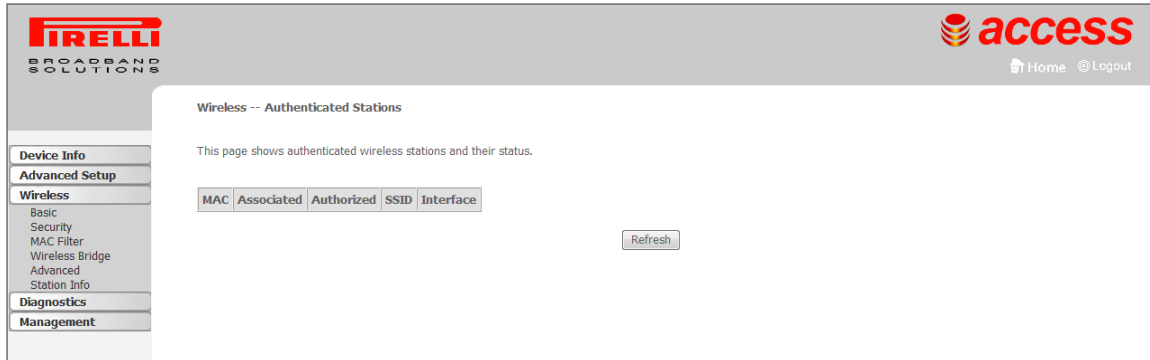 PIRELLI
BROADBAND
SOLUTIONS
access
Home Logout
Wireless -- Authenticated Stations
This page shows authenticated wireless stations and their status.
Device Info
Advanced Setup
Wireless
Basic
Security
MAC Filter
Wireless Bridge
Advanced
Station Info
Diagnostics
Management
MAC Associated Authorized SSID Interface
Refresh